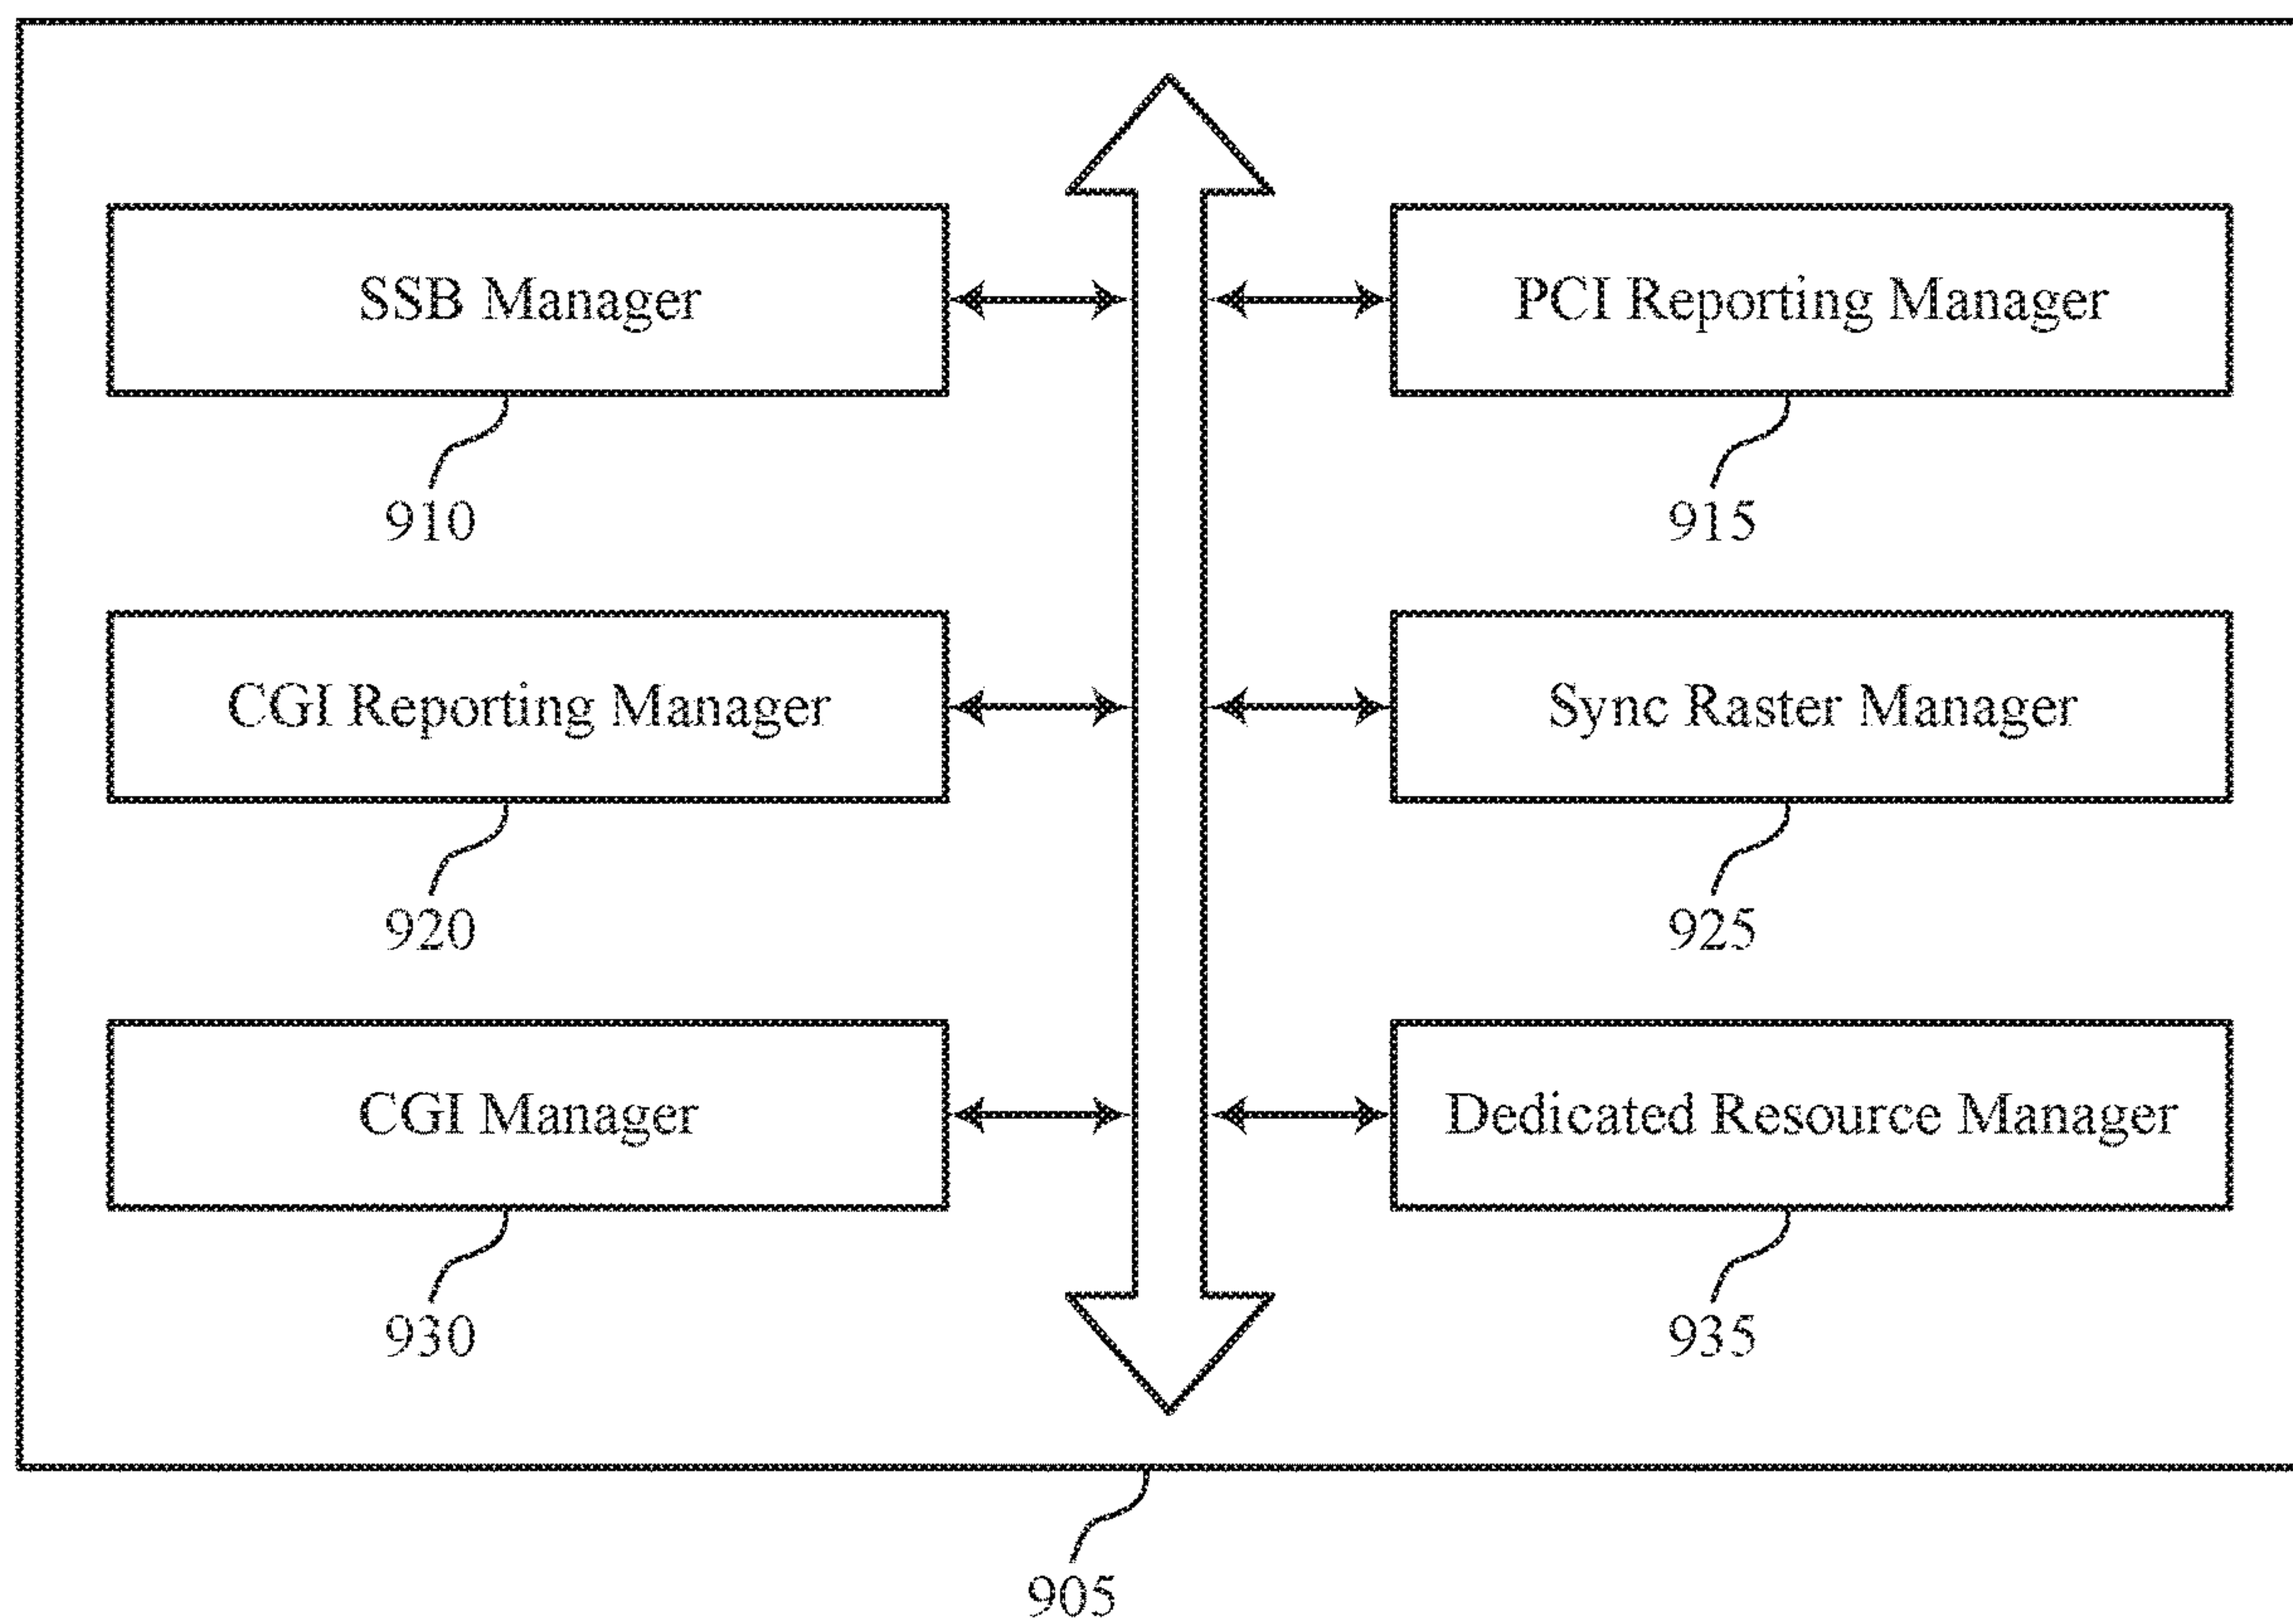 SSB Manager
PCI Reporting Manager
910
915
CGI Reporting Manager
Sync Raster Manager
920
925
CGI Manager
Dedicated Resource Manager
930
935
905